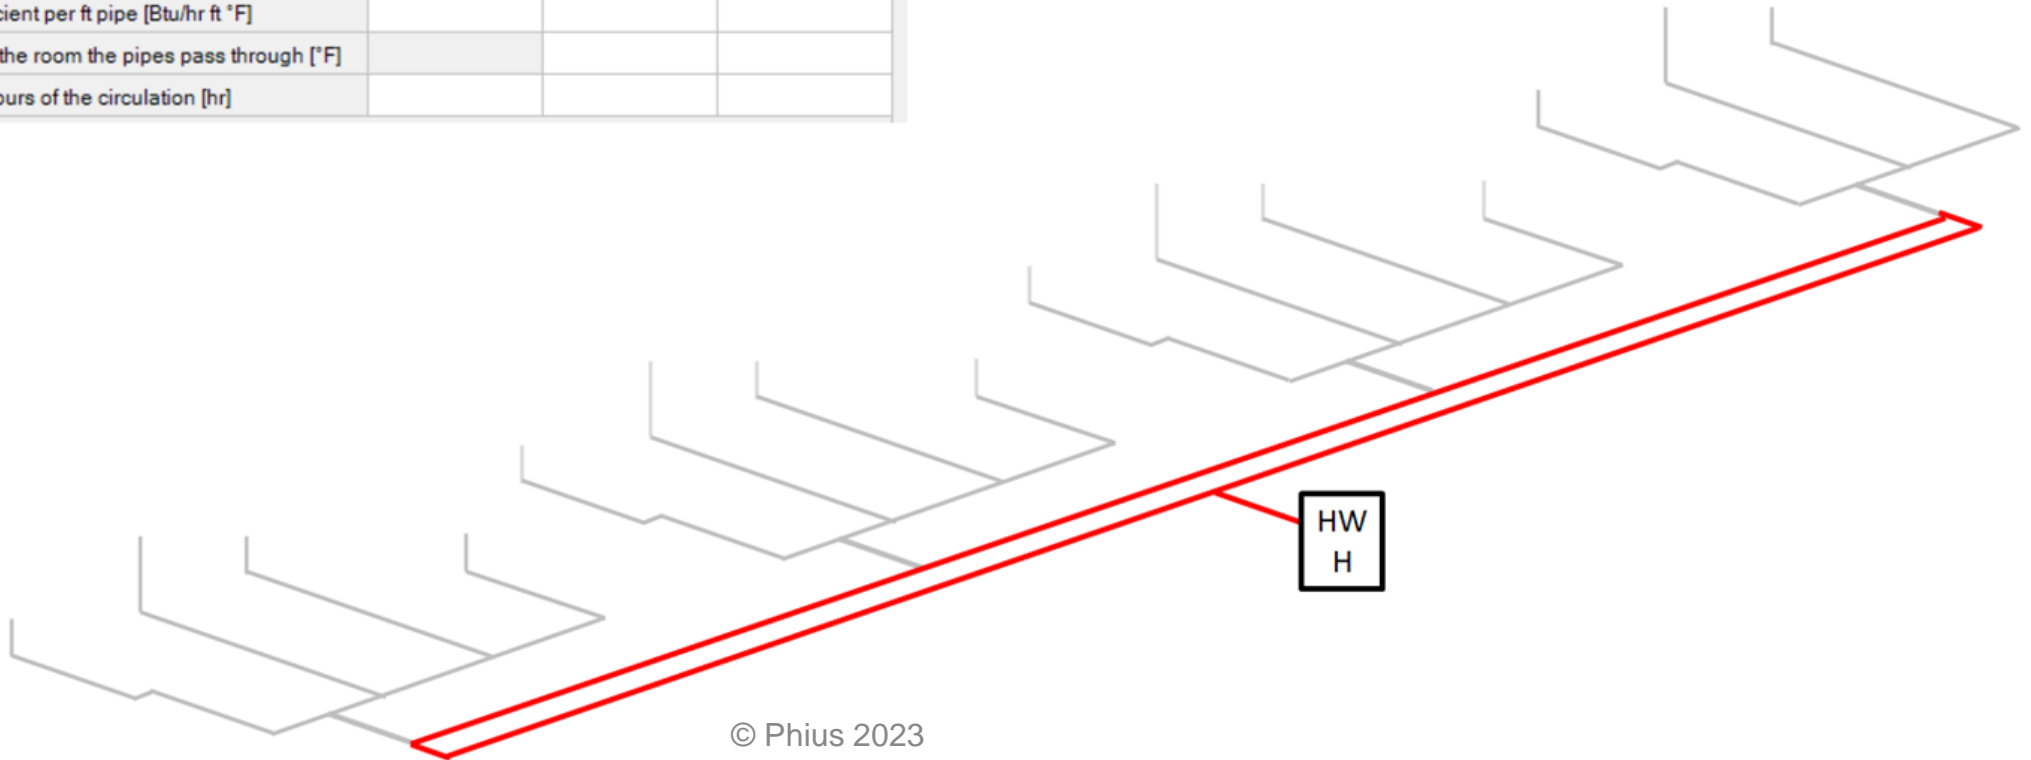 ient per ft pipe [Btu/hr ft °F]
the room the pipes pass through [°F]
ours of the circulation [hr]
HW
H
© Phius 2023